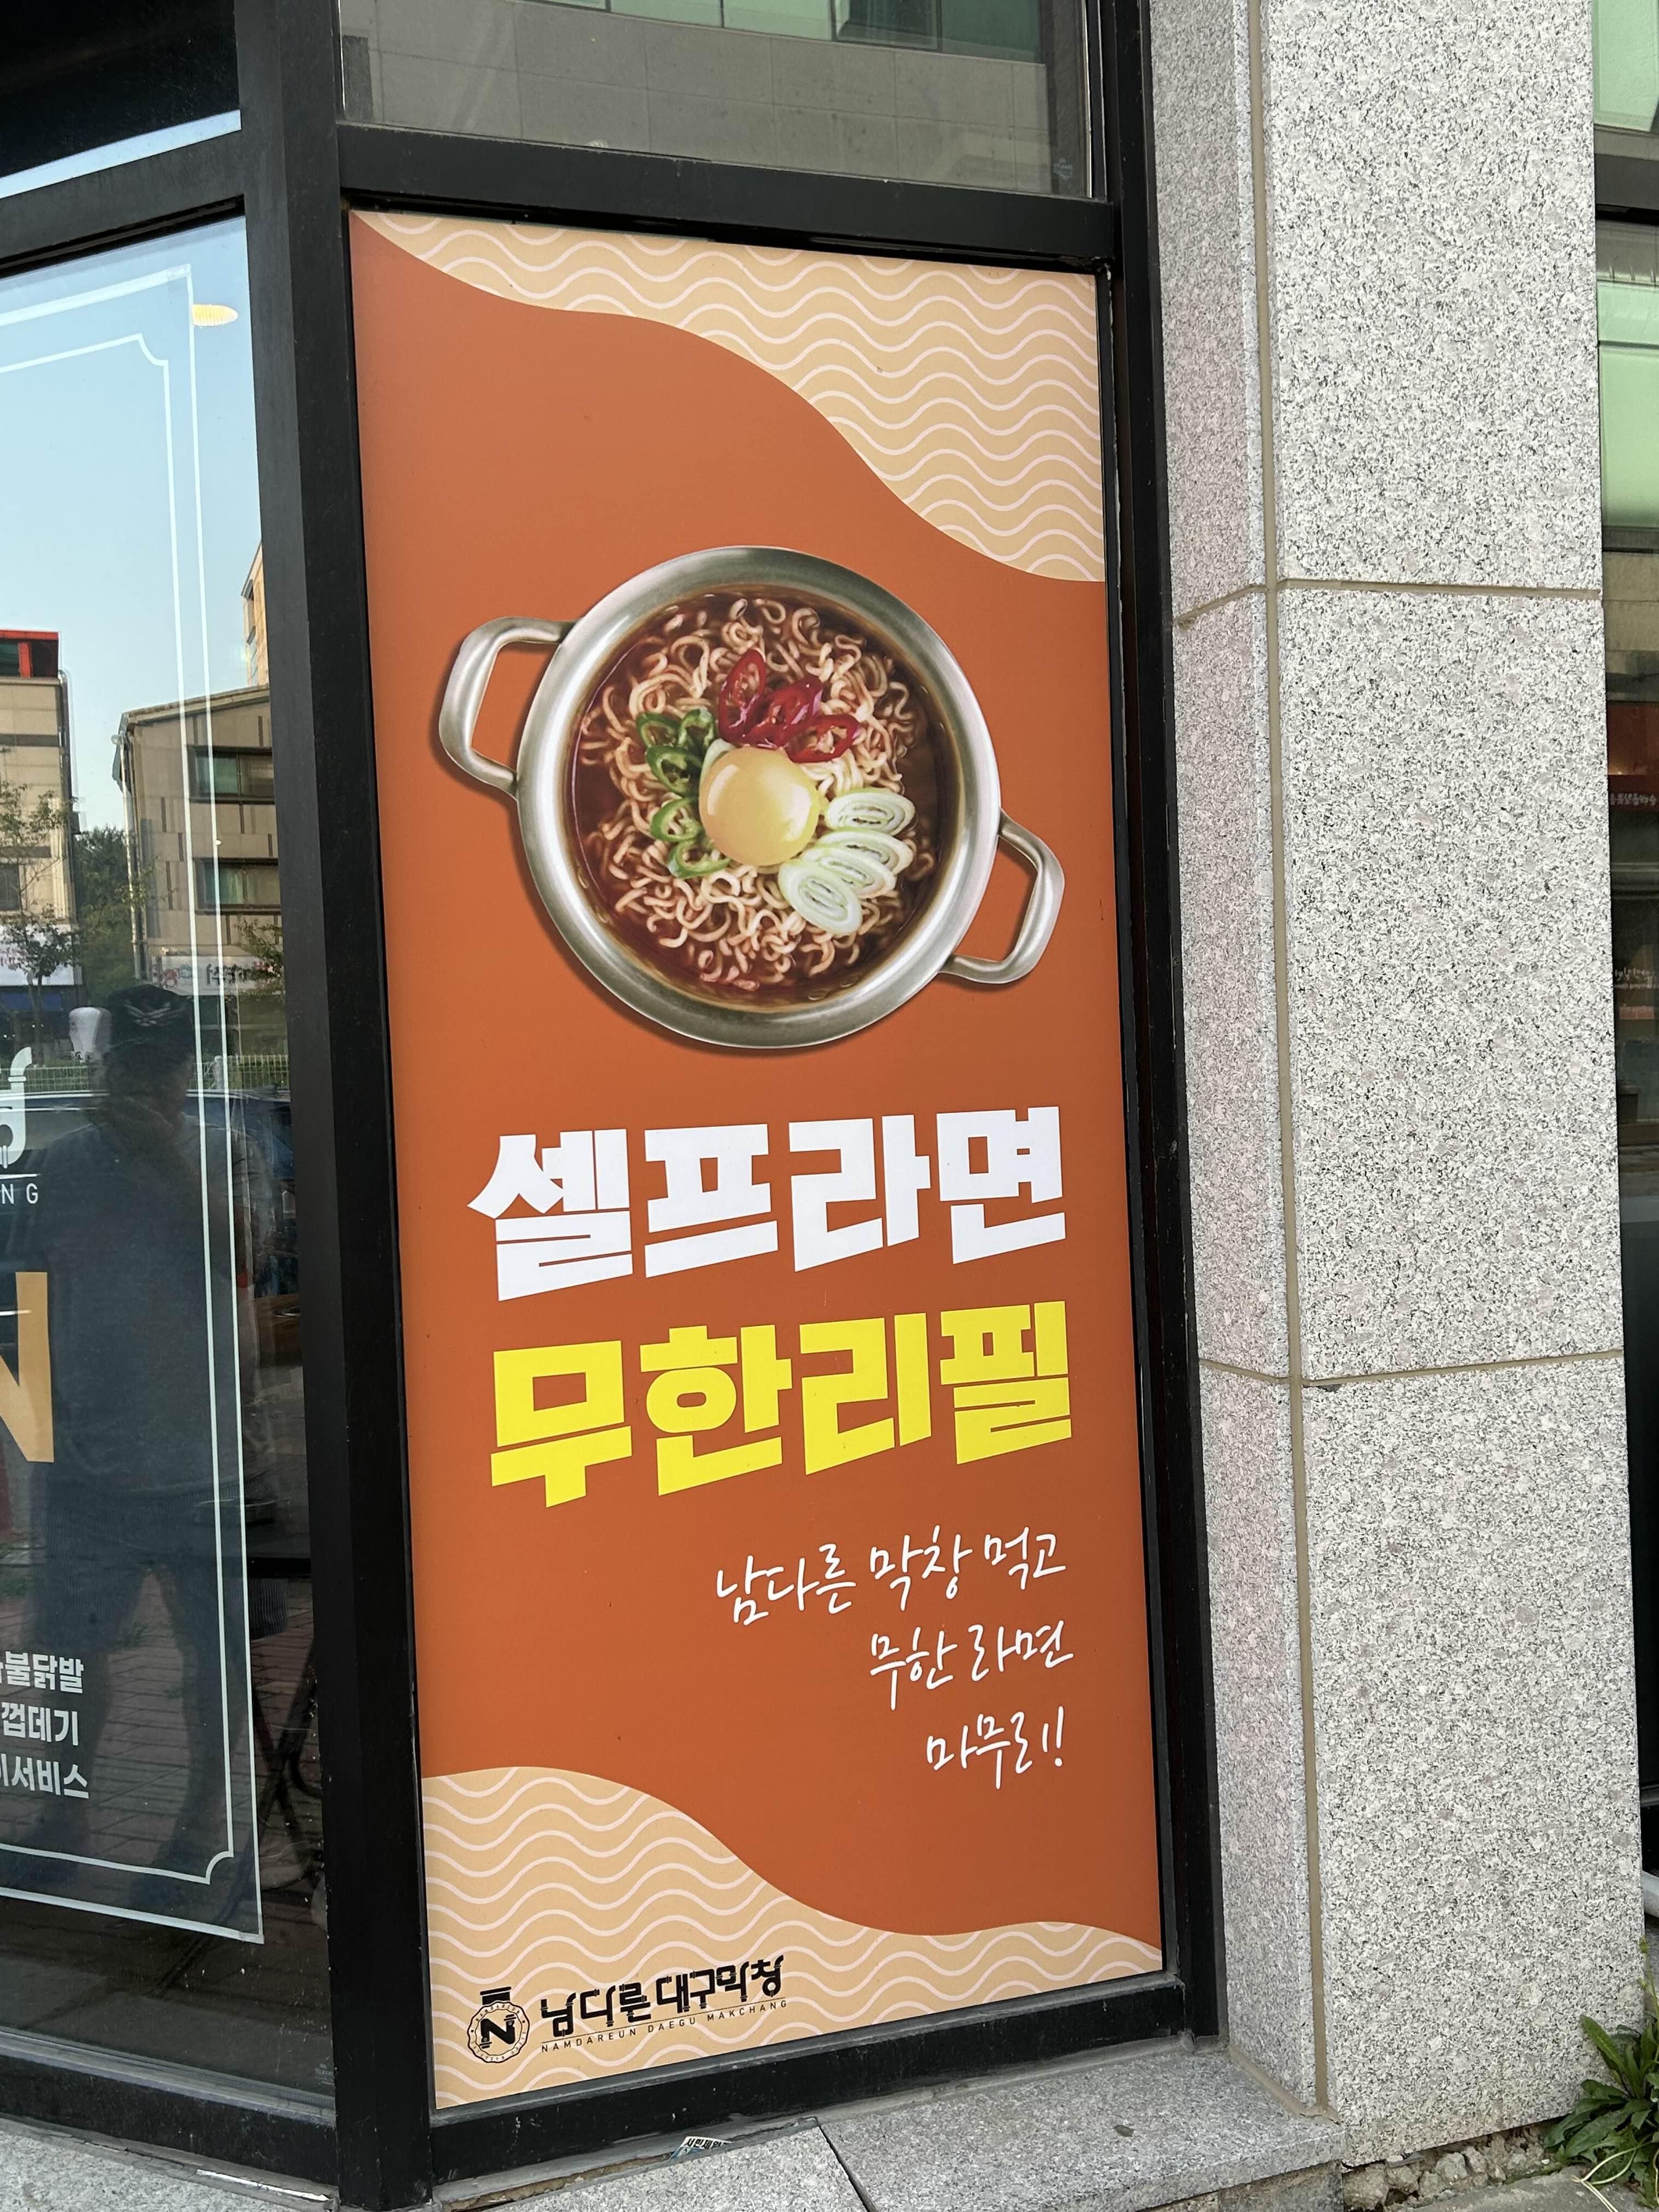 셀프라면
무한리필
남다른 막창 먹고
무한 라면
마무리!!
N
남다른 대구막창
NAMDAREUN DAEGU MAKCHANG
NG
N
불닭발
껍데기
서비스